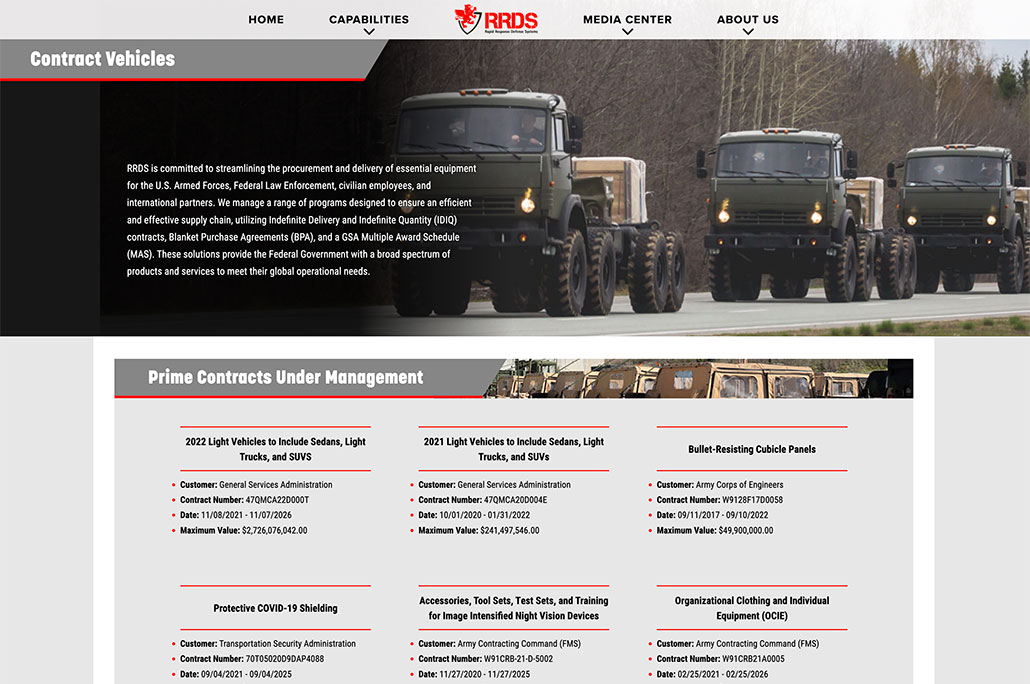 HOME
CAPABILITIES
RRDS
Rapid Response Defense Systems
MEDIA CENTER
ABOUT US
Contract Vehicles
RRDS is committed to streamlining the procurement and delivery of essential equipment
for the U.S. Armed Forces, Federal Law Enforcement, civilian employees, and
international partners. We manage a range of programs designed to ensure an efficient
and effective supply chain, utilizing Indefinite Delivery and Indefinite Quantity (IDIQ)
contracts, Blanket Purchase Agreements (BPA), and a GSA Multiple Award Schedule
(MAS). These solutions provide the Federal Government with a broad spectrum of
products and services to meet their global operational needs.
Prime Contracts Under Management
2022 Light Vehicles to Include Sedans, Light
Trucks, and SUVS
Customer: General Services Administration
Contract Number: 47QMCA22D000T
Date: 11/08/2021 - 11/07/2026
Maximum Value: $2,726,076,042.00
2021 Light Vehicles to Include Sedans, Light
Trucks, and SUVs
Customer: General Services Administration
Contract Number: 47QMCA20D004E
Date: 10/01/2020 - 01/31/2022
Maximum Value: $241,497,546.00
Bullet-Resisting Cubicle Panels
Customer: Army Corps of Engineers
Contract Number: W9128F17D0058
Date: 09/11/2017 - 09/10/2022
Maximum Value: $49,900,000.00
Protective COVID-19 Shielding
Customer: Transportation Security Administration
Contract Number: 70T05020D9DAP4088
Date: 09/04/2021 - 09/04/2025
Accessories, Tool Sets, Test Sets, and Training
for Image Intensified Night Vision Devices
Customer: Army Contracting Command (FMS)
Contract Number: W91CRB-21-D-5002
Date: 11/27/2020 - 11/27/2025
Organizational Clothing and Individual
Equipment (OCIE)
Customer: Army Contracting Command (FMS)
Contract Number: W91CRB21A0005
Date: 02/25/2021 - 02/25/2026